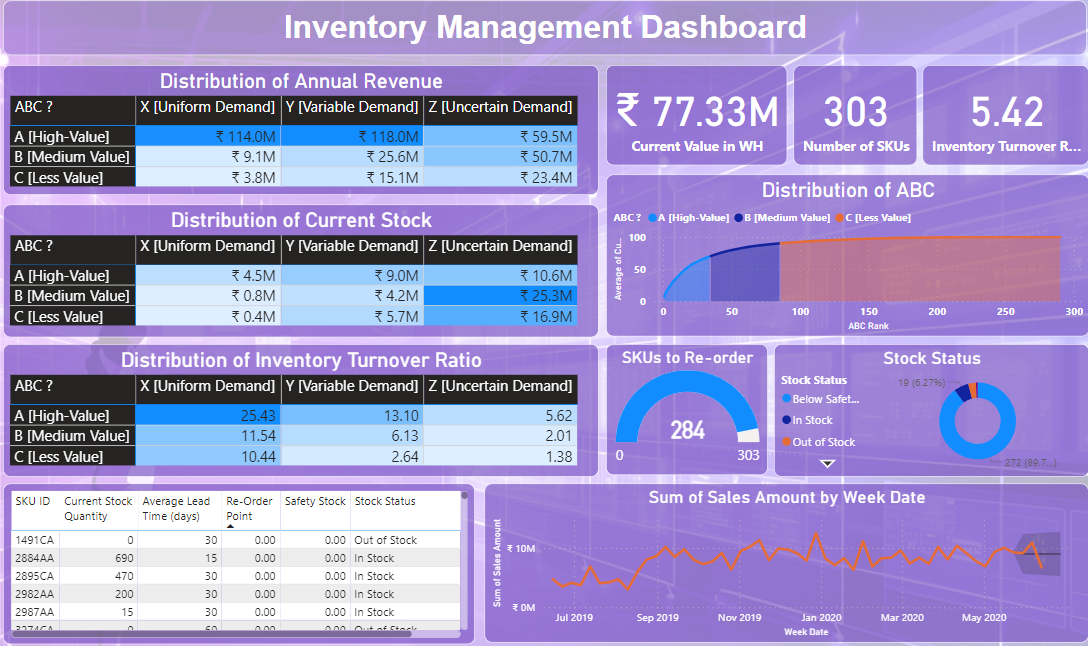 Inventory Management Dashboard
Distribution of Annual Revenue
ABC ? X [Uniform Demand] Y [Variable Demand] Z [Uncertain Demand]
A [High-Value] ₹ 114.0M ₹ 118.0M ₹ 59.5M
B [Medium Value] ₹ 9.1M ₹ 25.6M ₹ 50.7M
C [Less Value] ₹ 3.8M ₹ 15.1M ₹ 23.4M
₹ 77.33M
Current Value in WH
303
Number of SKUs
5.42
Inventory Turnover R...
Distribution of Current Stock
ABC ? X [Uniform Demand] Y [Variable Demand] Z [Uncertain Demand]
A [High-Value] ₹ 4.5M ₹ 9.0M ₹ 10.6M
B [Medium Value] ₹ 0.8M ₹ 4.2M ₹ 25.3M
C [Less Value] ₹ 0.4M ₹ 5.7M ₹ 16.9M
Distribution of ABC
ABC ? A [High-Value] B [Medium Value] C [Less Value]
Average of Cu...
100
50
0
0 50 100 150 200 250 300
ABC Rank
Distribution of Inventory Turnover Ratio
ABC ? X [Uniform Demand] Y [Variable Demand] Z [Uncertain Demand]
A [High-Value] 25.43 13.10 5.62
B [Medium Value] 11.54 6.13 2.01
C [Less Value] 10.44 2.64 1.38
SKUs to Re-order
284
0 303
Stock Status
Stock Status
Below Safet...
In Stock
Out of Stock
19 (6.27%)
272 (89.7...)
SKU ID Current Stock Quantity Average Lead Time (days) Re-Order Point Safety Stock Stock Status
1491CA 0 30 0.00 0.00 Out of Stock
2884AA 690 15 0.00 0.00 In Stock
2895CA 470 30 0.00 0.00 In Stock
2982AA 200 30 0.00 0.00 In Stock
2987AA 15 30 0.00 0.00 In Stock
3274CA 0 60 0.00 0.00 Out of Stock
Sum of Sales Amount by Week Date
Sum of Sales Amount
₹ 10M
₹ 0M
Jul 2019 Sep 2019 Nov 2019 Jan 2020 Mar 2020 May 2020
Week Date